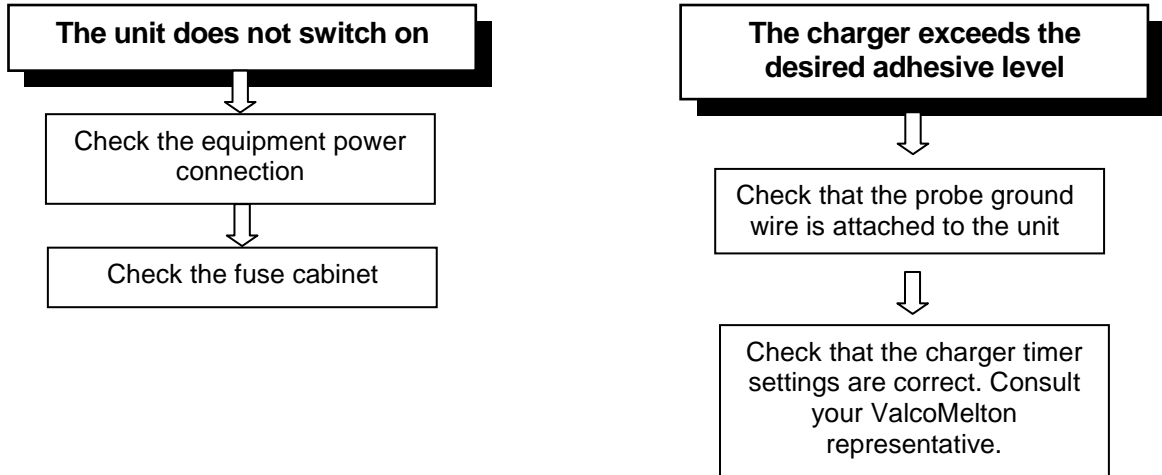 The unit does not switch on
Check the equipment power
connection
Check the fuse cabinet
The charger exceeds the
desired adhesive level
Check that the probe ground
wire is attached to the unit
Check that the charger timer
settings are correct. Consult
your ValcoMelton
representative.